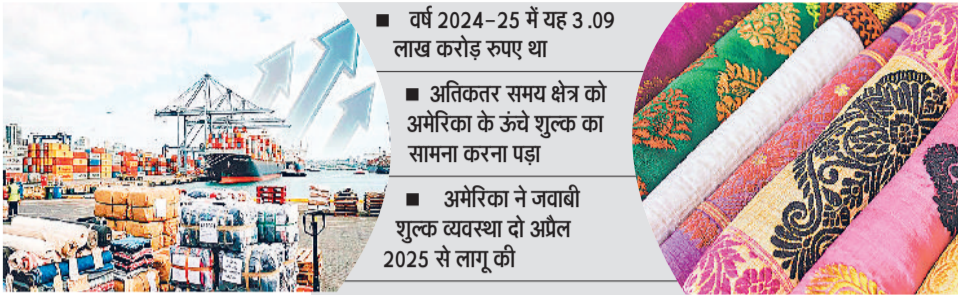 ■ वर्ष 2024-25 में यह 3.09
लाख करोड़ रुपए था
■ अतिकतर समय क्षेत्र को
अमेरिका के ऊंचे शुल्क का
सामना करना पड़ा
■ अमेरिका ने जवाबी
शुल्क व्यवस्था दो अप्रैल
2025 से लागू की